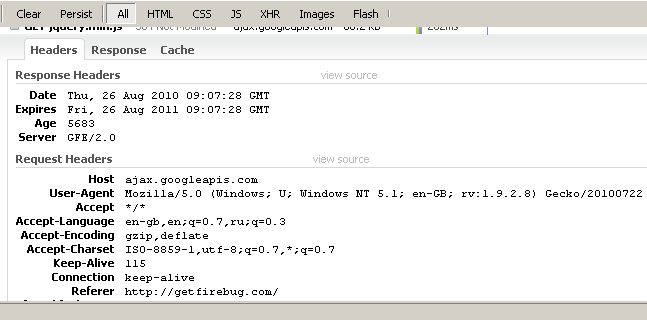 Clear Persist All HTML CSS JS XHR Images Flash
GET jquery.min.js 304 Not Modified ajax.googleapis.com 202ms
Headers Response Cache
Response Headers view source
Date Thu, 26 Aug 2010 09:07:28 GMT
Expires Fri, 26 Aug 2011 09:07:28 GMT
Age 5683
Server GFE/2.0
Request Headers view source
Host ajax.googleapis.com
User-Agent Mozilla/5.0 (Windows; U; Windows NT 5.1; en-GB; rv:1.9.2.8) Gecko/20100722
Accept */*
Accept-Language en-gb,en;q=0.7,ru;q=0.3
Accept-Encoding gzip,deflate
Accept-Charset ISO-8859-1,utf-8;q=0.7,*;q=0.7
Keep-Alive 115
Connection keep-alive
Referer http://getfirebug.com/